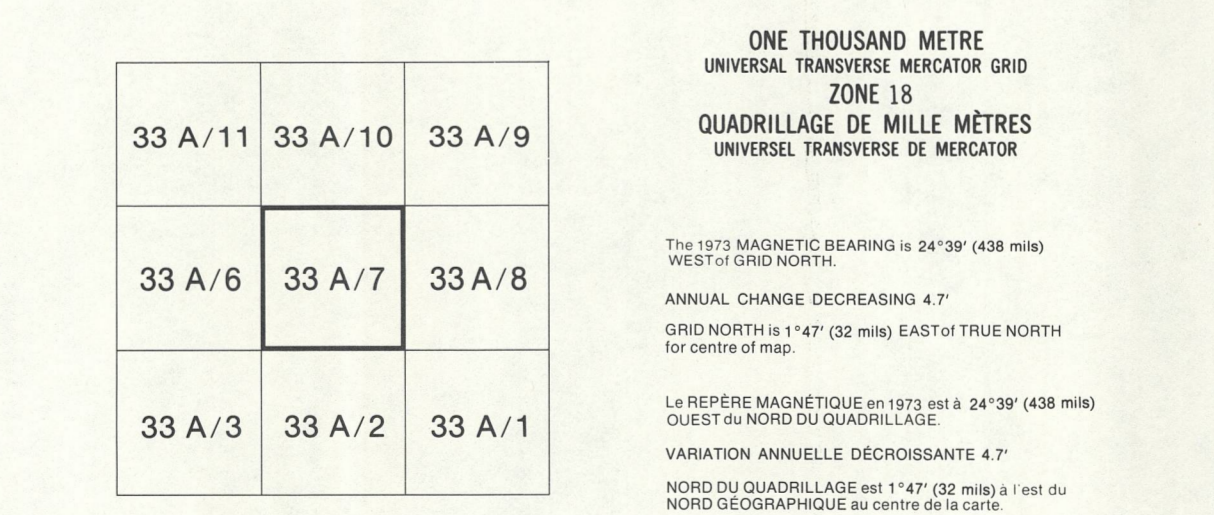 33 A/11 33 A/10 33 A/9
33 A/6 33 A/7 33 A/8
33 A/3 33 A/2 33 A/1
ONE THOUSAND METRE
UNIVERSAL TRANSVERSE MERCATOR GRID
ZONE 18
QUADRILLAGE DE MILLE MÈTRES
UNIVERSEL TRANSVERSE DE MERCATOR
The 1973 MAGNETIC BEARING is 24°39' (438 mils)
WEST of GRID NORTH.
ANNUAL CHANGE DECREASING 4.7'
GRID NORTH is 1°47' (32 mils) EAST of TRUE NORTH
for centre of map.
Le REPÈRE MAGNÉTIQUE en 1973 est à 24°39' (438 mils)
OUEST du NORD DU QUADRILLAGE.
VARIATION ANNUELLE DÉCROISSANTE 4.7'
NORD DU QUADRILLAGE est 1°47' (32 mils) à l'est du
NORD GÉOGRAPHIQUE au centre de la carte.